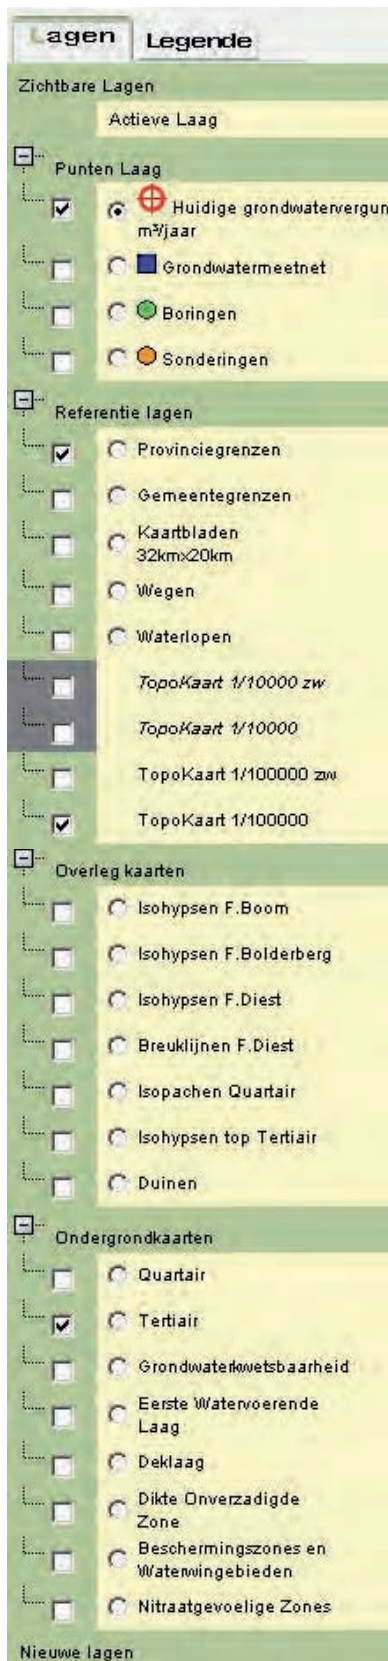 Lagen Legende
Zichtbare Lagen
Actieve Laag
Punten Laag
Huidige
m³/jaar
Grondwatermeetnet
Boringen
Sonderingen
Referentie lagen
Provinciegrenzen
Gemeentegrenzen
Kaartbladen
32kmx20km
Wegen
Waterlopen
TopoKaart 1/10000 zw
TopoKaart 1/10000
TopoKaart 1/100000 zw
TopoKaart 1/100000
Overleg kaarten
Isohypsen F.Boom
Isohypsen F.Bolderberg
Isohypsen F.Diest
Breuklijnen F.Diest
Isopachen Quartair
Isohypsen top Tertiair
Duinen
Ondergrondkaarten
Quartair
Tertiair
Grondwaterkwetsbaarheid
Eerste Watervoerende
Laag
Deklaag
Dikte Onverzadigde
Zone
Beschermingszones en
Waterwingebieden
Nitraatgevoelige Zones
Nieuwe lagen